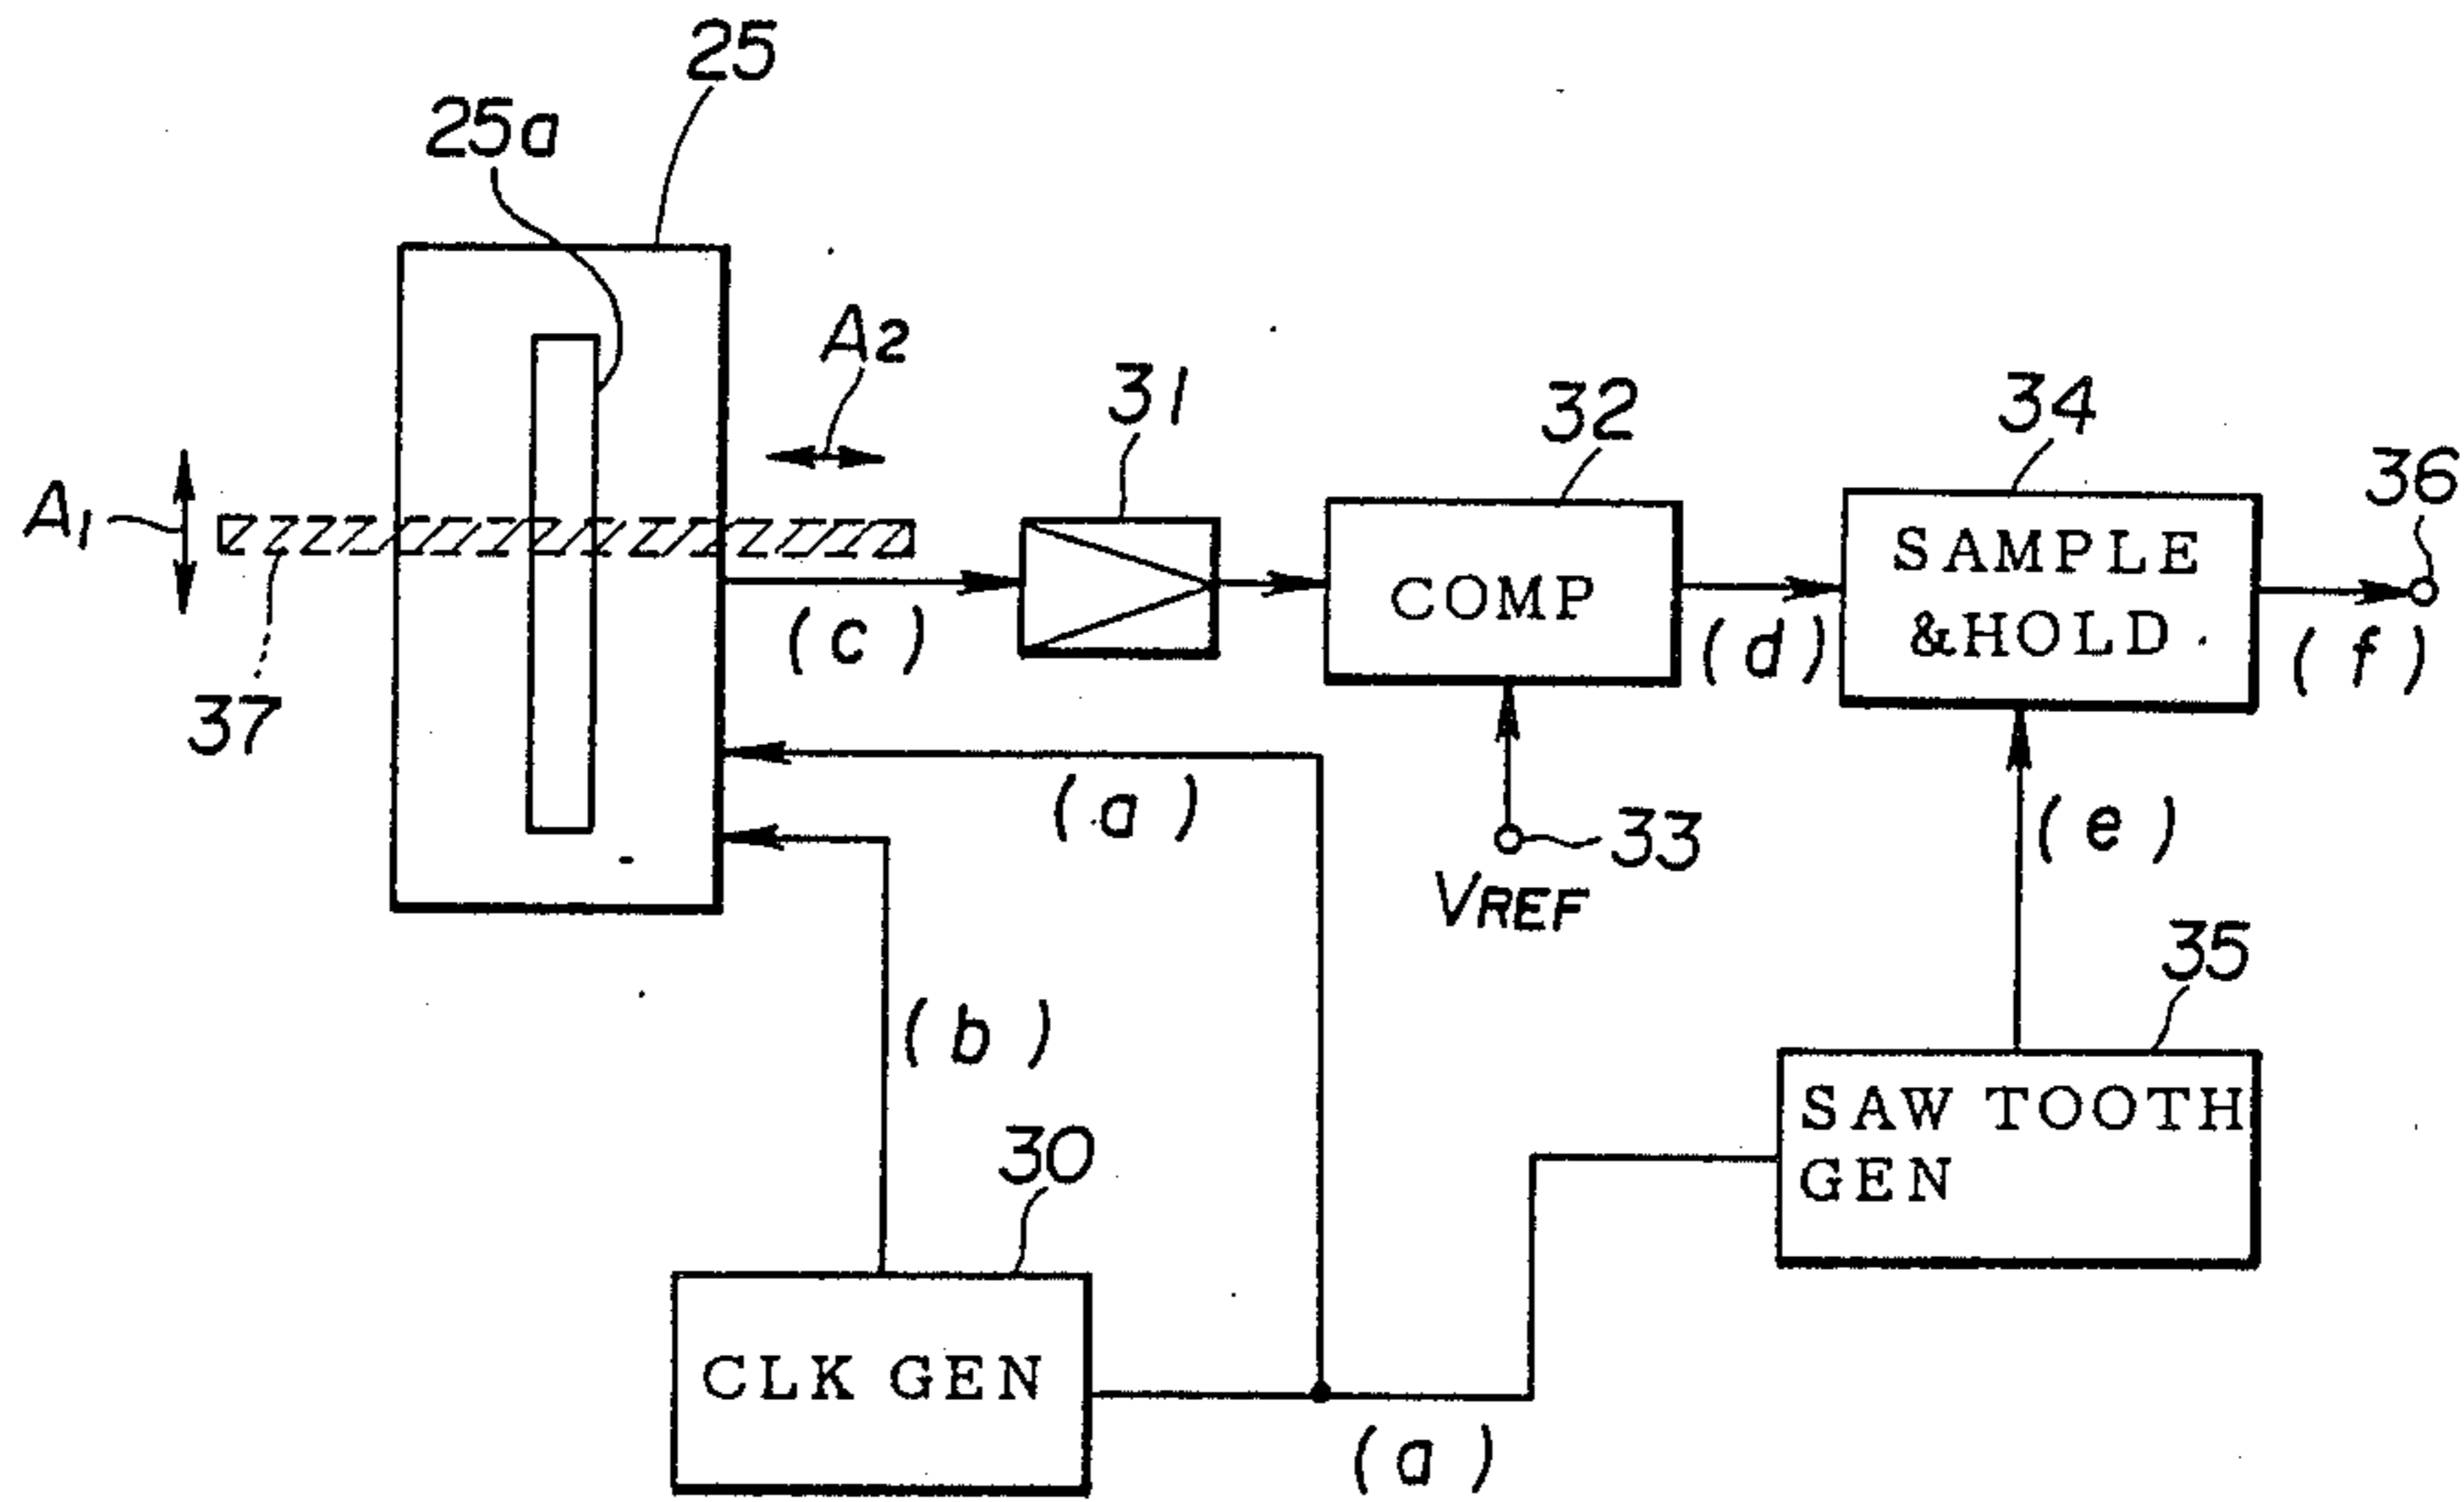 25
25a
A2
31
32
34
36
A1
SAMPLE
&HOLD
COMP
(c)
(d)
(f)
37
(a)
(e)
33
VREF
35
(b)
SAW TOOTH
GEN
30
CLK GEN
(a)